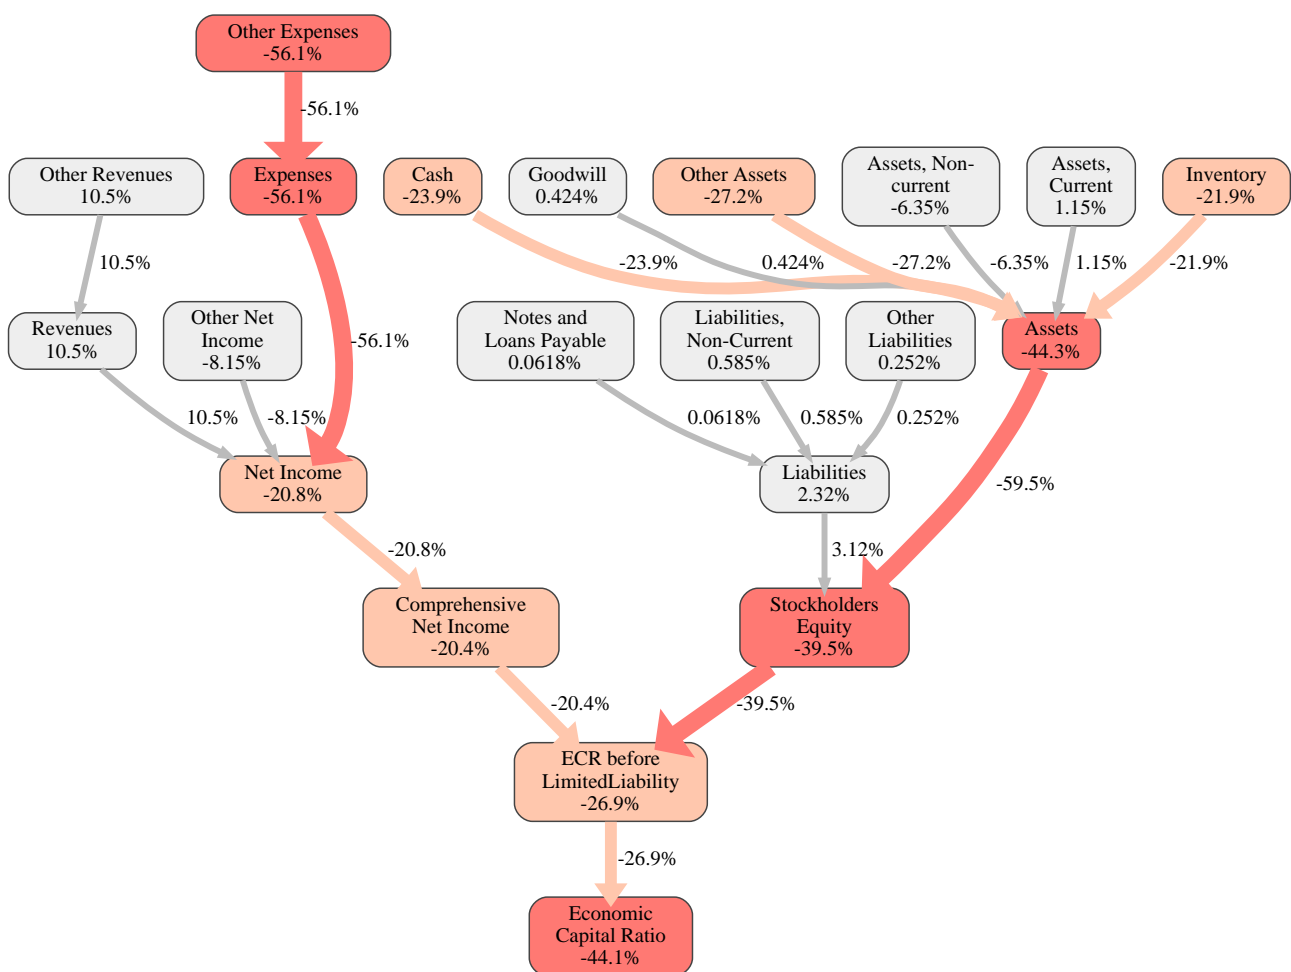 Other Expenses
-56.1%
-56.1%
Other Revenues
10.5%
Expenses
-56.1%
Cash
-23.9%
Goodwill
0.424%
Other Assets
-27.2%
Assets, Non-
current
-6.35%
Assets,
Current
1.15%
Inventory
-21.9%
10.5%
-23.9%
0.424%
-27.2%
-6.35%
1.15%
-21.9%
Revenues
10.5%
Other Net
Income
-8.15%
-56.1%
Notes and
Loans Payable
0.0618%
Liabilities,
Non-Current
0.585%
Other
Liabilities
0.252%
Assets
-44.3%
10.5%
-8.15%
0.0618%
0.585%
0.252%
Net Income
-20.8%
Liabilities
2.32%
-59.5%
-20.8%
3.12%
Comprehensive
Net Income
-20.4%
Stockholders
Equity
-39.5%
-20.4%
-39.5%
ECR before
LimitedLiability
-26.9%
-26.9%
Economic
Capital Ratio
-44.1%